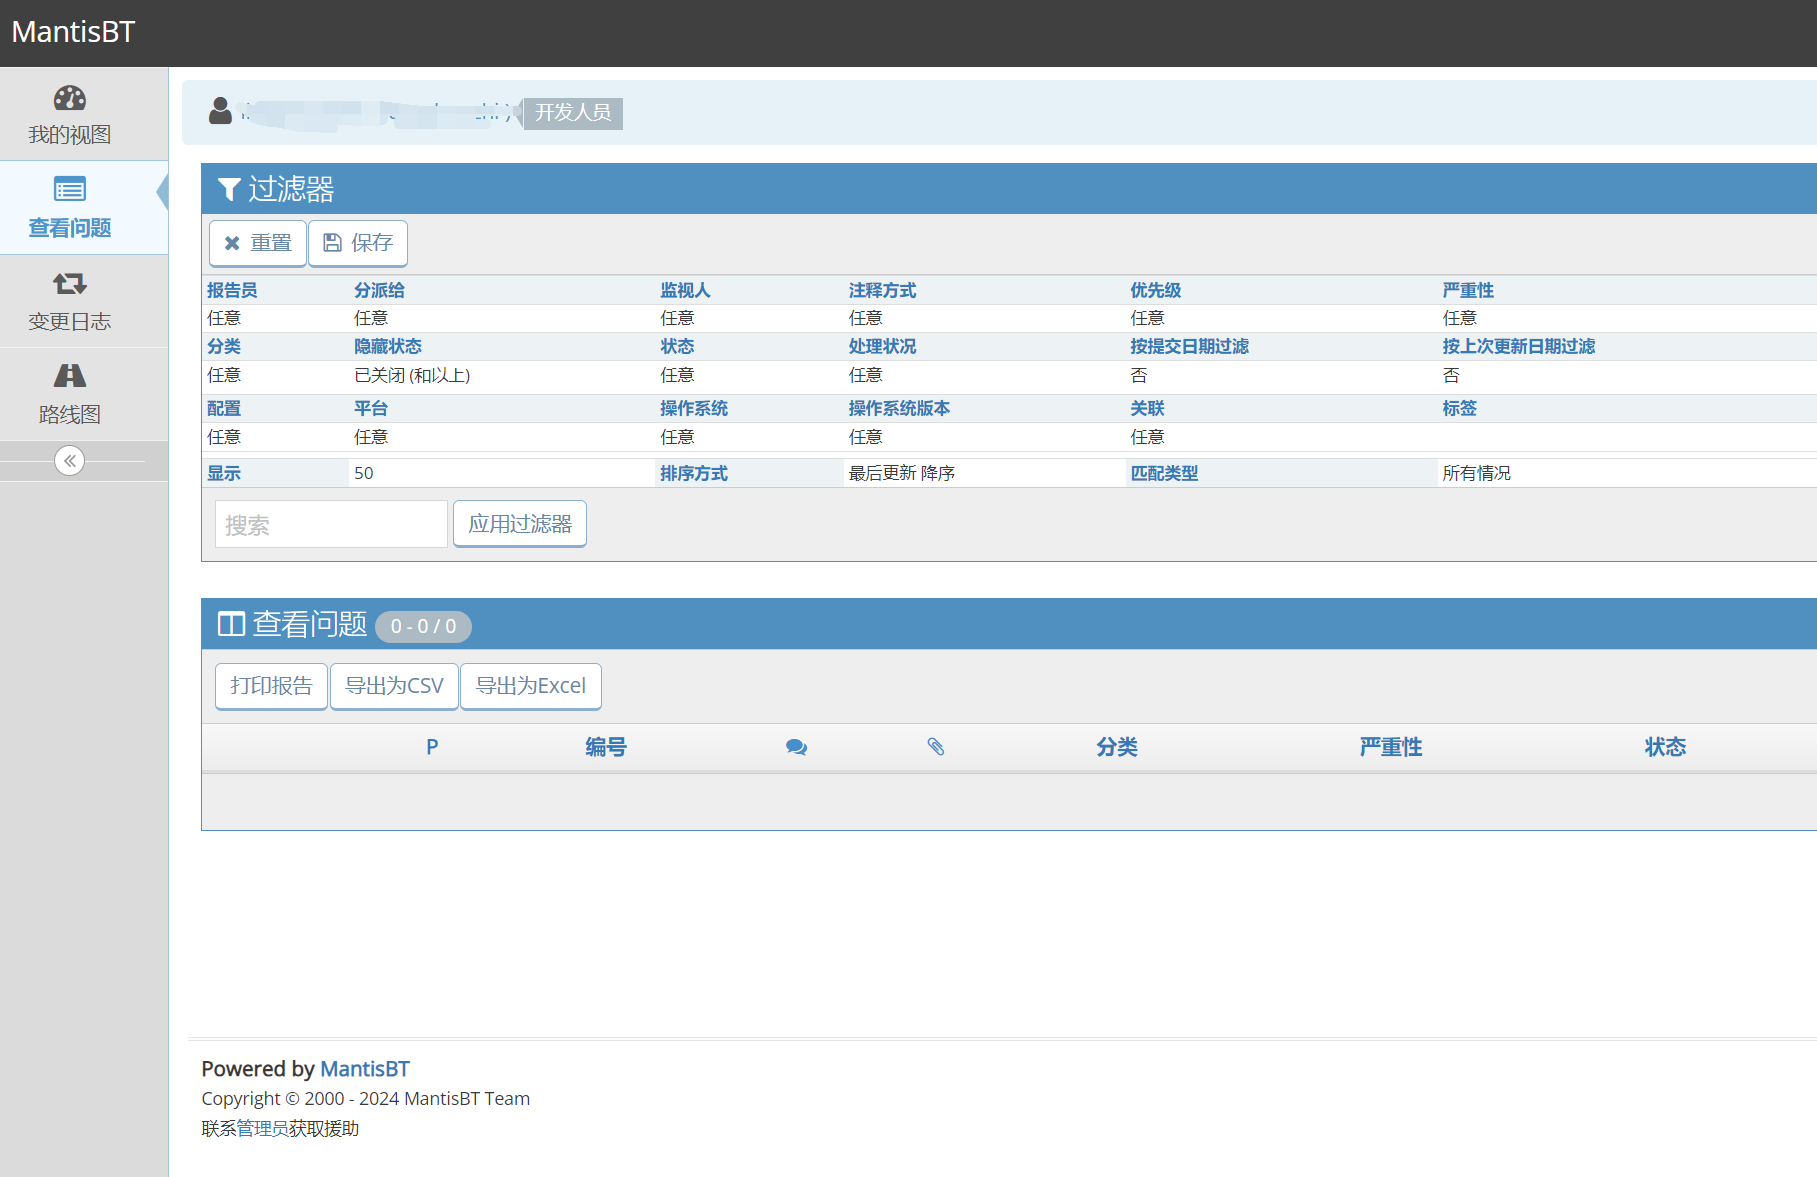 MantisBT
我的视图
查看问题
变更日志
路线图
开发人员
过滤器
重置 保存
报告员 分派给 监视人 注释方式 优先级 严重性
任意 任意 任意 任意 任意 任意
分类 隐藏状态 状态 处理状况 按提交日期过滤 按上次更新日期过滤
任意 已关闭 (和以上) 任意 任意 否 否
配置 平台 操作系统 操作系统版本 关联 标签
任意 任意 任意 任意 任意
显示 50 排序方式 最后更新 降序 匹配类型 所有情况
搜索 应用过滤器
查看问题 0 - 0 / 0
打印报告 导出为CSV 导出为Excel
P 编号 分类 严重性 状态
Powered by MantisBT
Copyright © 2000 - 2024 MantisBT Team
联系管理员获取援助